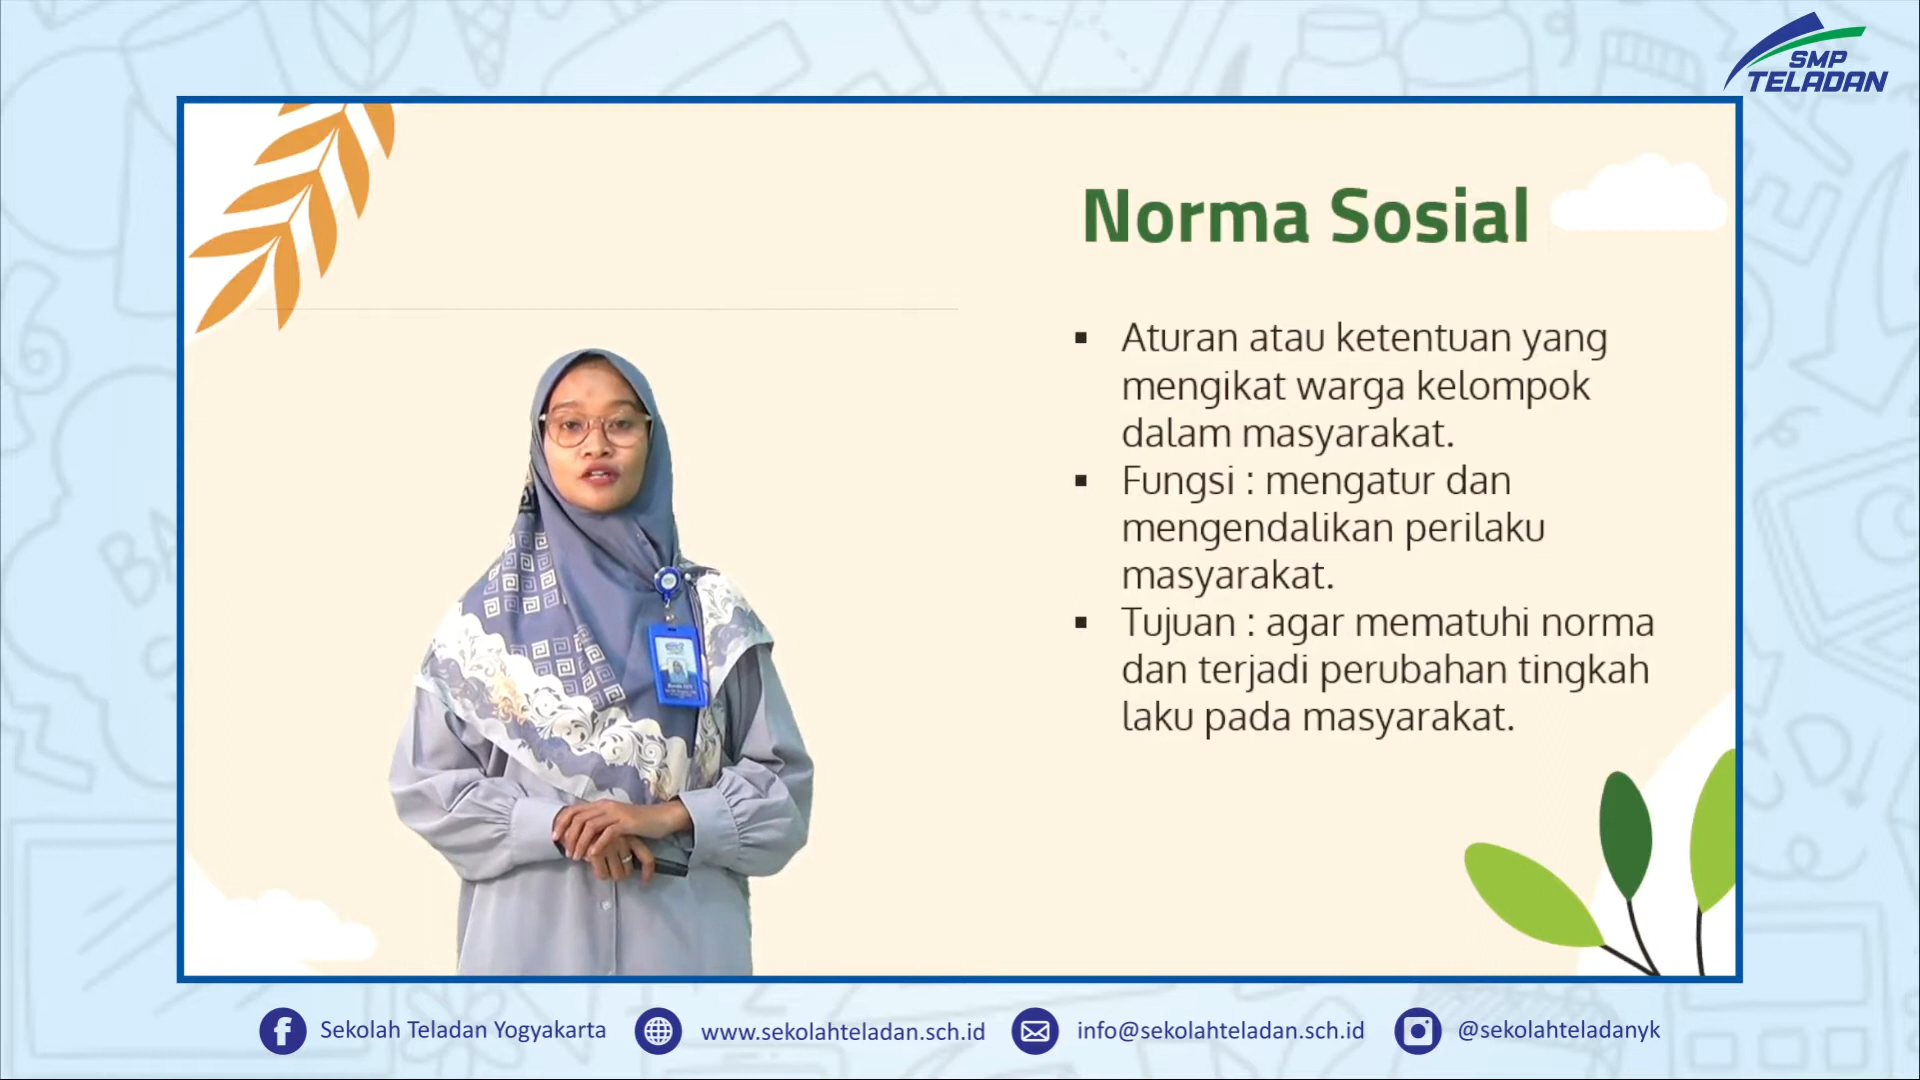 SMP
TELADAN
Norma Sosial
▪ Aturan atau ketentuan yang
mengikat warga kelompok
dalam masyarakat.
▪ Fungsi : mengatur dan
mengendalikan perilaku
masyarakat.
▪ Tujuan : agar mematuhi norma
dan terjadi perubahan tingkah
laku pada masyarakat.
Sekolah Teladan Yogyakarta
www.sekolahteladan.sch.id
info@sekolahteladan.sch.id
@sekolahteladanyk